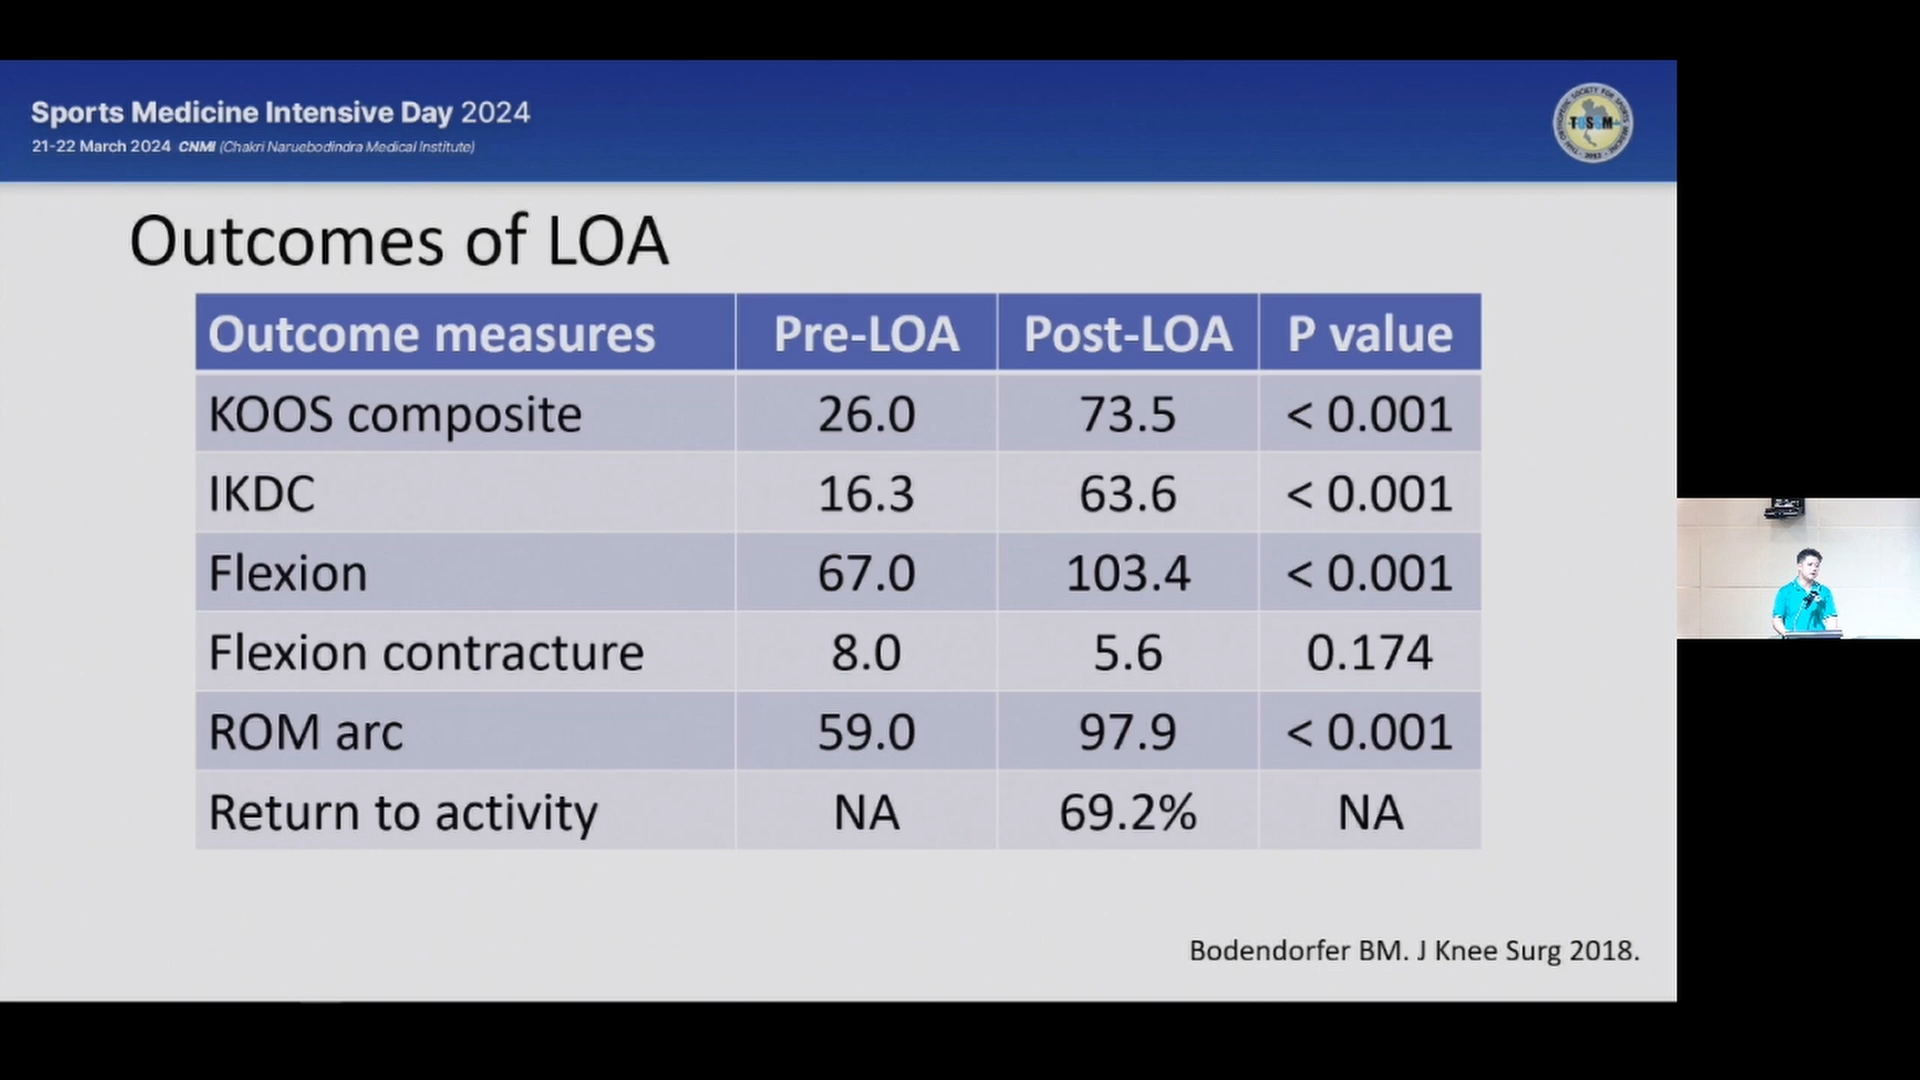 Sports Medicine Intensive Day 2024
21-22 March 2024 CNMI (Chakri Naruebodindra Medical Institute)
TOSSM
Outcomes of LOA
Outcome measures Pre-LOA Post-LOA P value
KOOS composite 26.0 73.5 < 0.001
IKDC 16.3 63.6 < 0.001
Flexion 67.0 103.4 < 0.001
Flexion contracture 8.0 5.6 0.174
ROM arc 59.0 97.9 < 0.001
Return to activity NA 69.2% NA
Bodendorfer BM. J Knee Surg 2018.